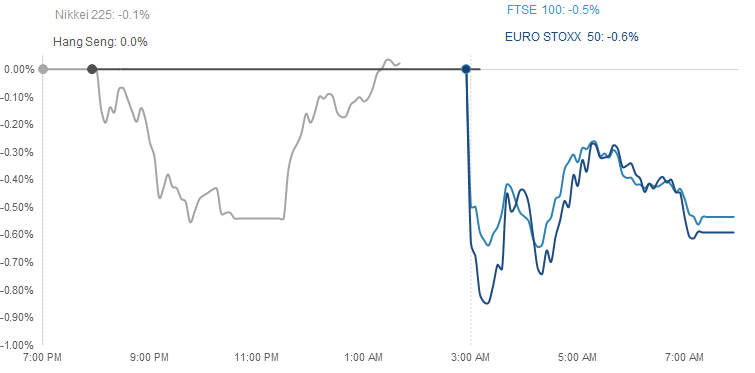 Nikkei 225: -0.1%
FTSE 100: -0.5%
Hang Seng: 0.0%
EURO STOXX 50: -0.6%
0.00%
-0.10%
-0.20%
-0.30%
-0.40%
-0.50%
-0.60%
-0.70%
-0.80%
-0.90%
-1.00%
7:00 PM 9:00 PM 11:00 PM 1:00 AM 3:00 AM 5:00 AM 7:00 AM